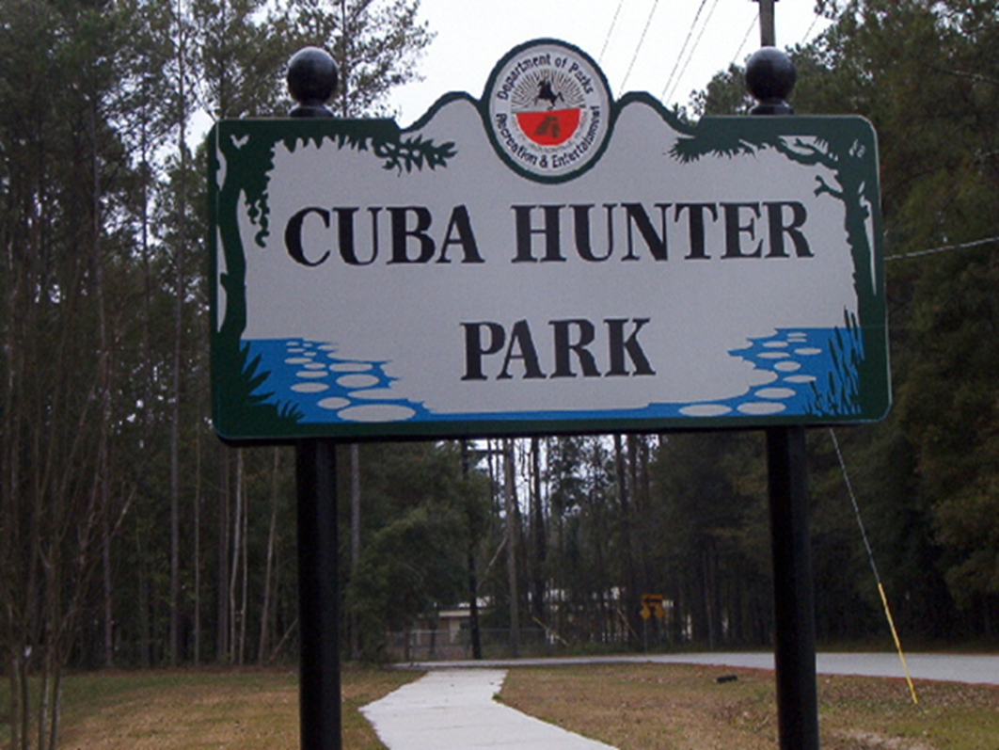 Department of Parks
Recreation & Entertainment
CUBA HUNTER
PARK